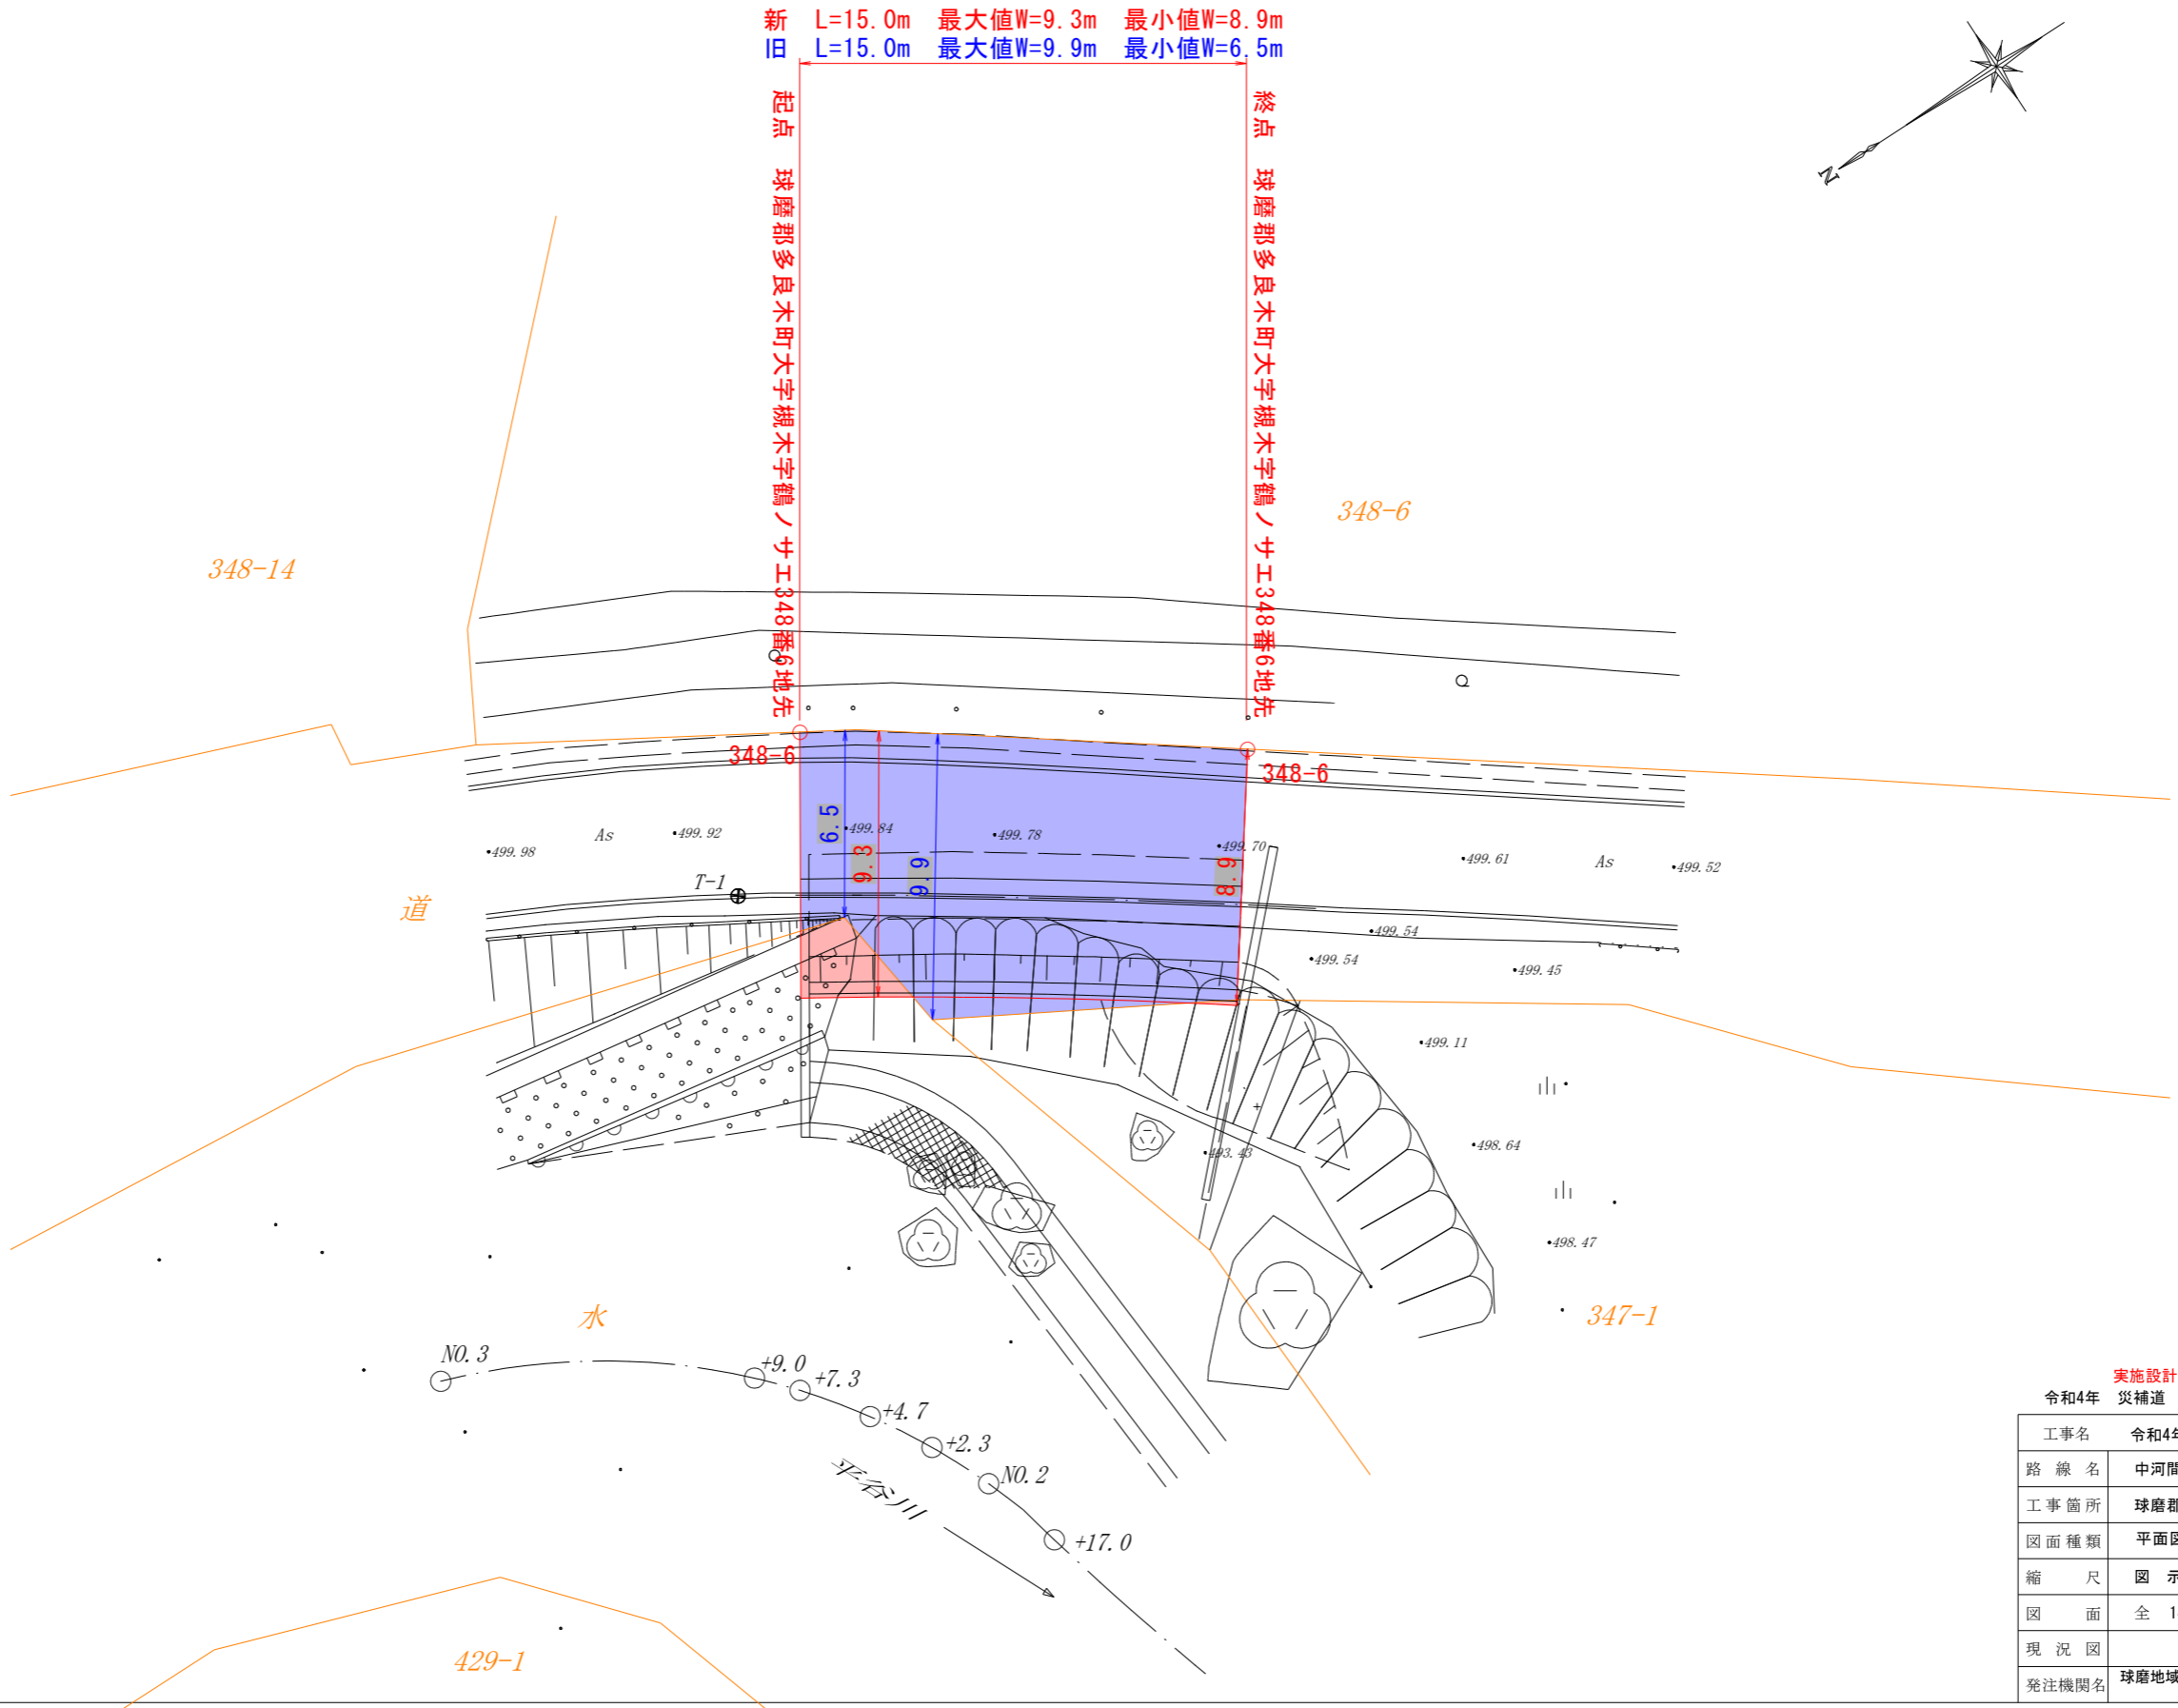 新　L=15.0m　最大値W=9.3m　最小値W=8.9m
旧　L=15.0m　最大値W=9.9m　最小値W=6.5m
起点　球磨郡多良木町大字槻木字鶴ノサエ348番6地先
終点　球磨郡多良木町大字槻木字鶴ノサエ348番6地先
N
348-6
348-14
348-6
348-6
6.5
9.3
9.9
8.9
499.98
As
499.92
499.84
499.78
499.70
499.61
As
499.52
T-1
道
499.54
499.54
499.45
499.11
498.64
493.43
498.47
水
347-1
NO.3
+9.0
+7.3
+4.7
+2.3
NO.2
+17.0
平谷川
429-1
実施設計
令和4年　災補道
工事名　令和4年
路線名　中河間
工事箇所　球磨郡
図面種類　平面図
縮尺　図　示
図面　全　1
現況図
発注機関名　球磨地域